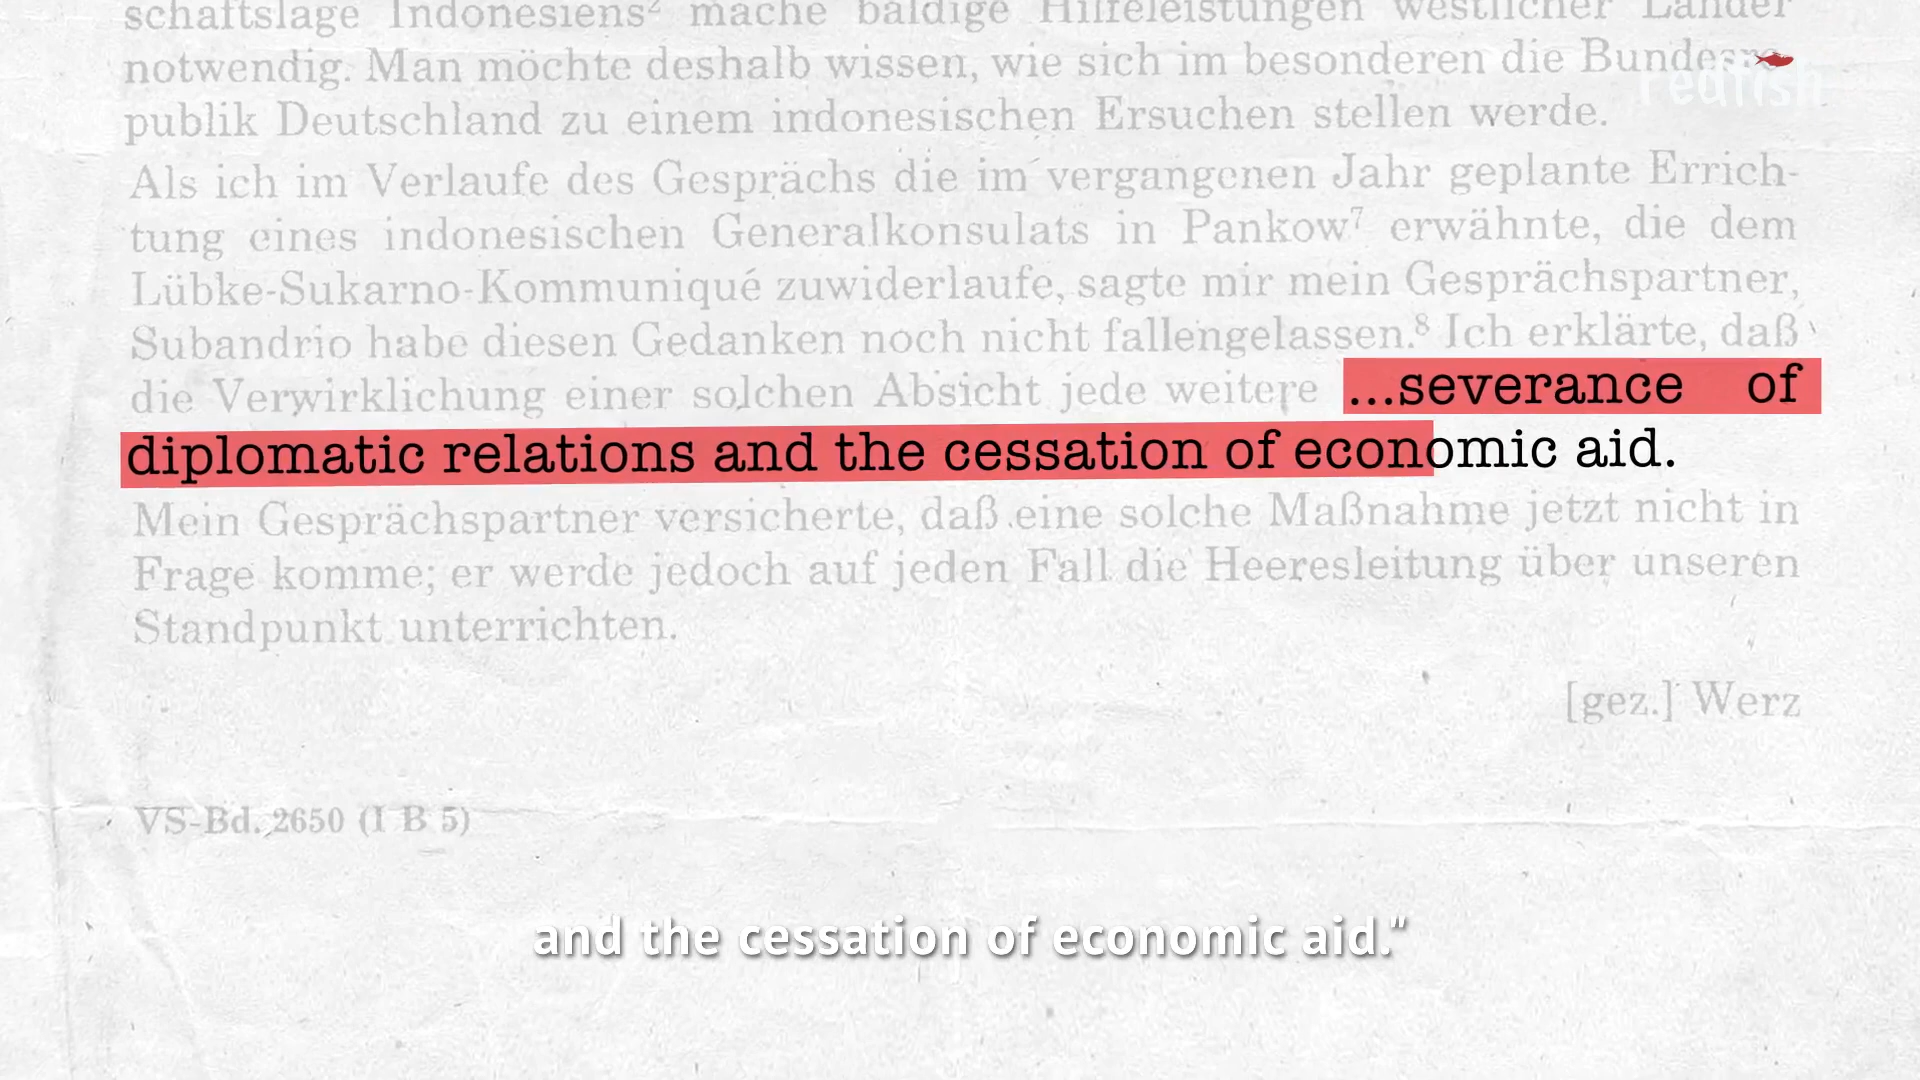 schaftslage Indonesiens² mache baldige Hilfeleistungen westlicher Länder
notwendig. Man möchte deshalb wissen, wie sich im besonderen die Bundesre-
redfish
publik Deutschland zu einem indonesischen Ersuchen stellen werde.
Als ich im Verlaufe des Gesprächs die im vergangenen Jahr geplante Errich-
tung eines indonesischen Generalkonsulats in Pankow⁷ erwähnte, die dem
Lübke-Sukarno-Kommuniqué zuwiderlaufe, sagte mir mein Gesprächspartner,
Subandrio habe diesen Gedanken noch nicht fallengelassen.⁸ Ich erklärte, daß
die Verwirklichung einer solchen Absicht jede weitere ...severance of
diplomatic relations and the cessation of economic aid.
Mein Gesprächspartner versicherte, daß eine solche Maßnahme jetzt nicht in
Frage komme; er werde jedoch auf jeden Fall die Heeresleitung über unseren
Standpunkt unterrichten.
[gez.] Werz
VS-Bd. 2650 (I B 5)
and the cessation of economic aid."